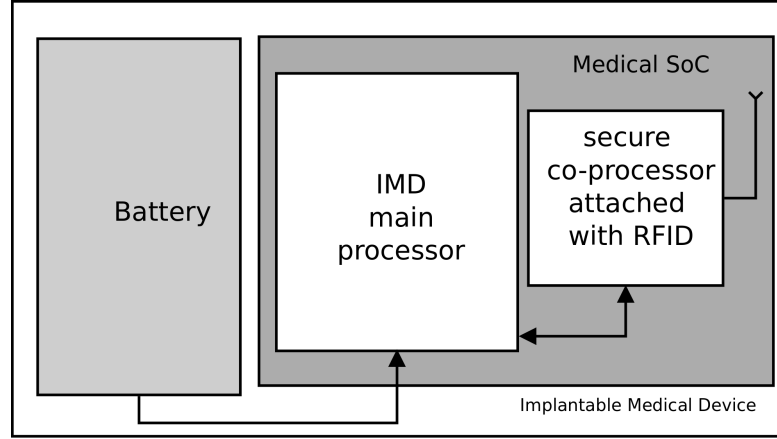 Medical SoC
Battery
IMD
main
processor
secure
co-processor
attached
with RFID
Implantable Medical Device